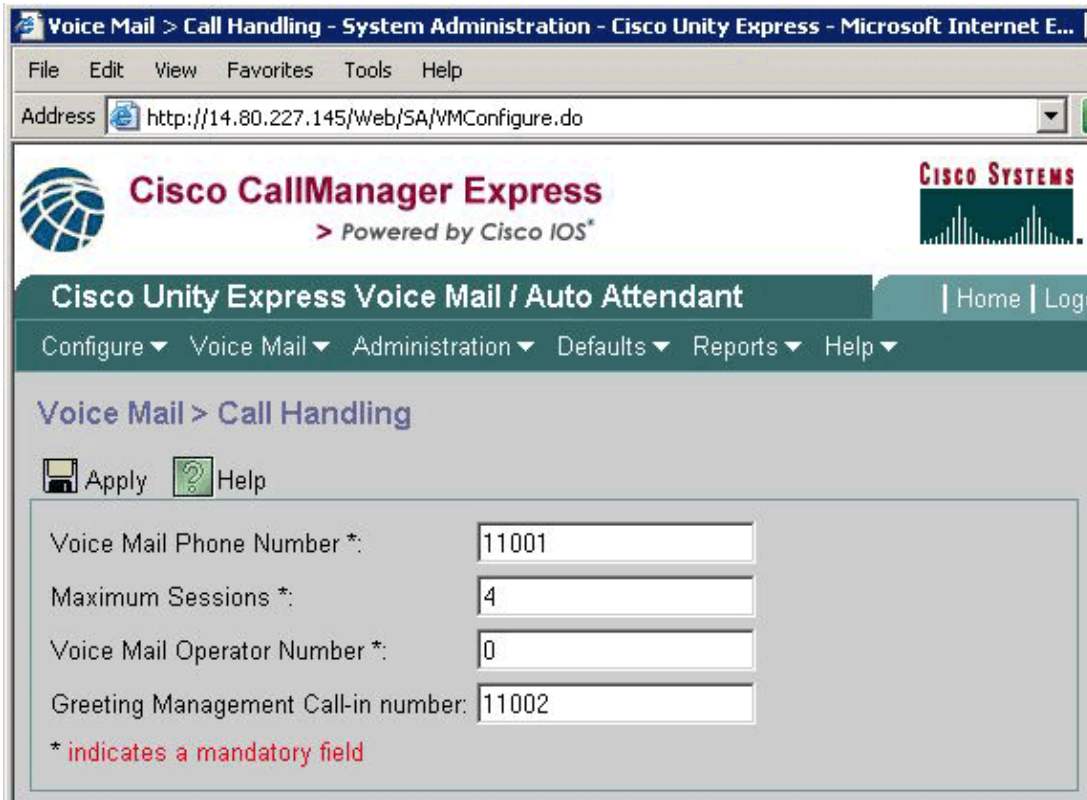 Voice Mail > Call Handling - System Administration - Cisco Unity Express - Microsoft Internet E...
File Edit View Favorites Tools Help
Address http://14.80.227.145/Web/SA/VMConfigure.do
Cisco CallManager Express
> Powered by Cisco IOS*
CISCO SYSTEMS
Cisco Unity Express Voice Mail / Auto Attendant | Home | Log
Configure Voice Mail Administration Defaults Reports Help
Voice Mail > Call Handling
Apply ? Help
Voice Mail Phone Number *: 11001
Maximum Sessions *: 4
Voice Mail Operator Number *: 0
Greeting Management Call-in number: 11002
* indicates a mandatory field